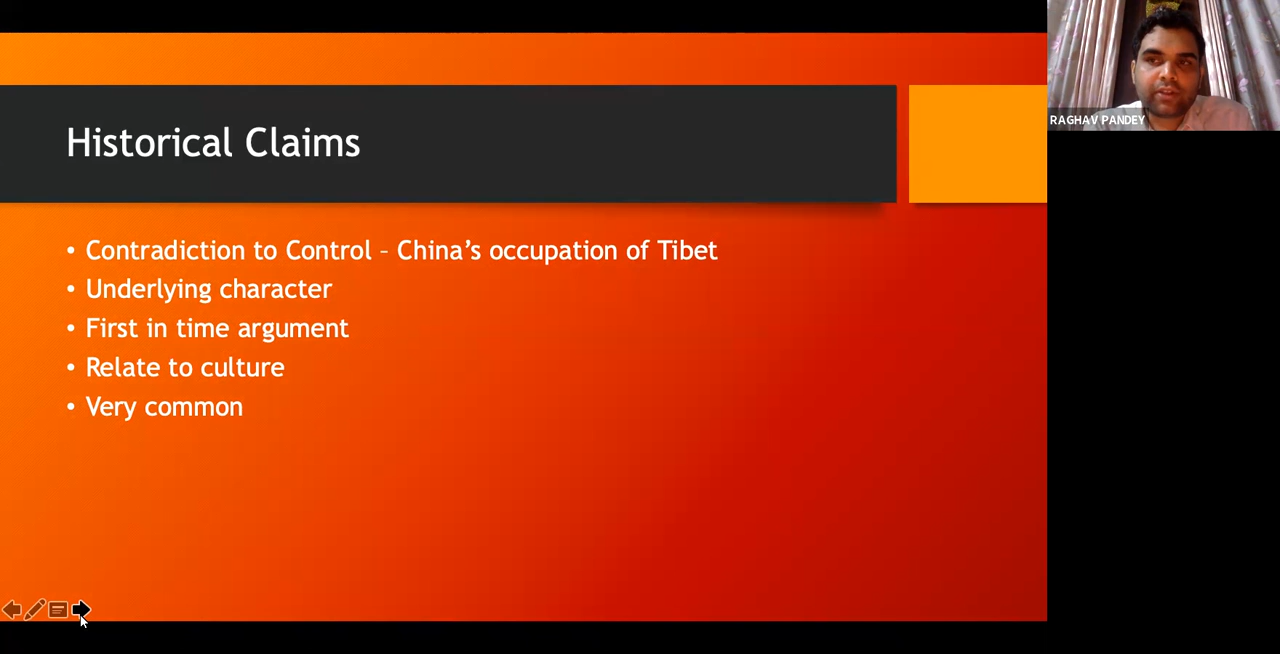 Historical Claims
• Contradiction to Control – China’s occupation of Tibet
• Underlying character
• First in time argument
• Relate to culture
• Very common
RAGHAV PANDEY